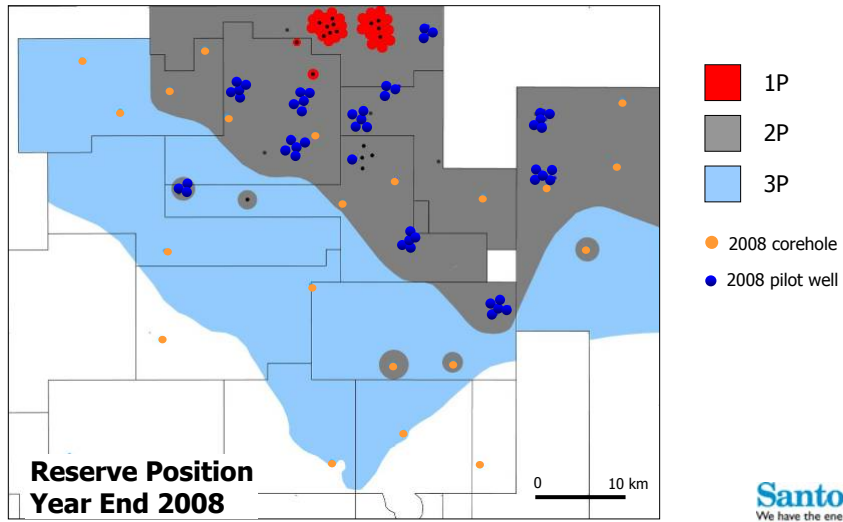 1P
2P
3P
2008 corehole
2008 pilot well
Reserve Position
Year End 2008
0 10 km
Santo
We have the ene